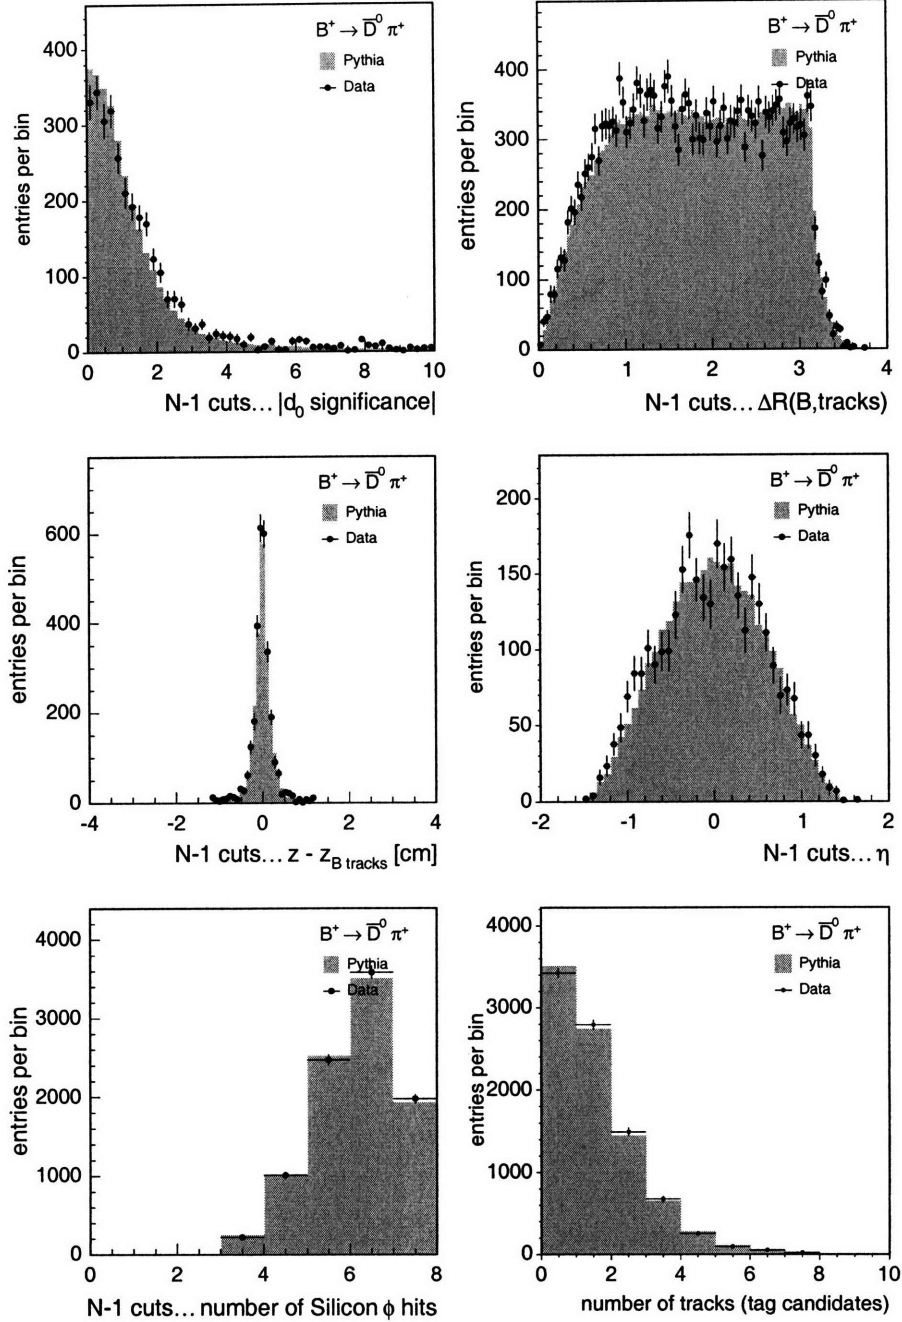 B⁺ → D̅⁰ π⁺
Pythia
Data
entries per bin
400
300
200
100
0
0 2 4 6 8 10
N-1 cuts… |d₀ significance|
B⁺ → D̅⁰ π⁺
Pythia
Data
entries per bin
400
300
200
100
0
0 1 2 3 4
N-1 cuts… ΔR(B,tracks)
B⁺ → D̅⁰ π⁺
Pythia
Data
entries per bin
600
400
200
0
-4 -2 0 2 4
N-1 cuts… z - z_B tracks [cm]
B⁺ → D̅⁰ π⁺
Pythia
Data
entries per bin
200
150
100
50
0
-2 -1 0 1 2
N-1 cuts… η
B⁺ → D̅⁰ π⁺
Pythia
Data
entries per bin
4000
3000
2000
1000
0
0 2 4 6 8
N-1 cuts… number of Silicon ϕ hits
B⁺ → D̅⁰ π⁺
Pythia
Data
entries per bin
4000
3000
2000
1000
0
0 2 4 6 8 10
number of tracks (tag candidates)